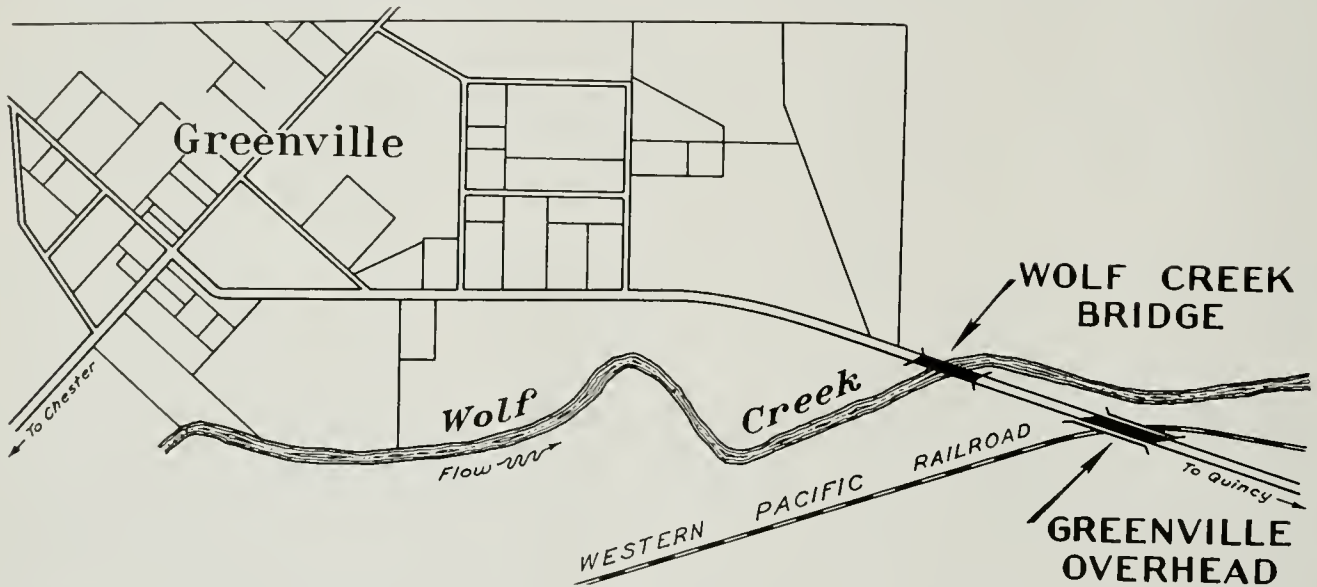 Greenville
WOLF CREEK
BRIDGE
To Chester
Wolf Creek
Flow
WESTERN PACIFIC RAILROAD
To Quincy
GREENVILLE
OVERHEAD